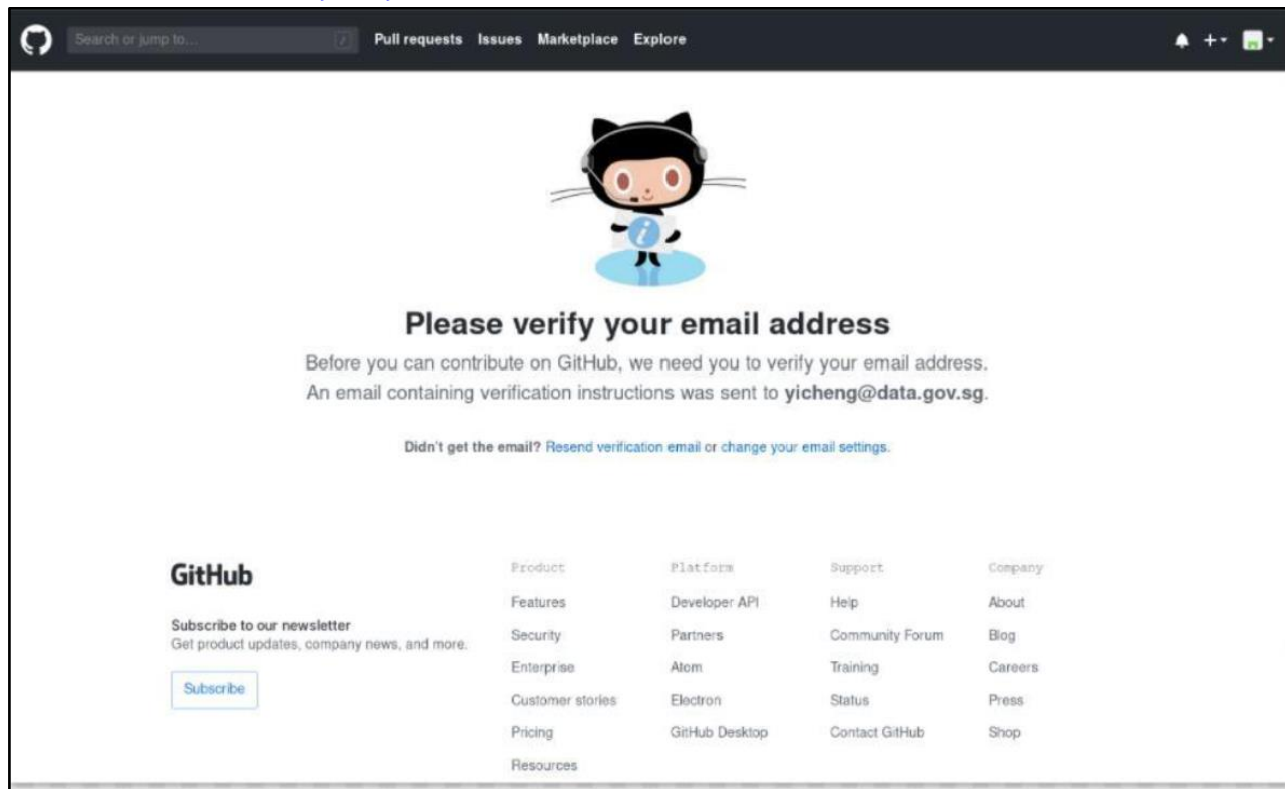 Search or jump to...
Pull requests Issues Marketplace Explore
Please verify your email address
Before you can contribute on GitHub, we need you to verify your email address.
An email containing verification instructions was sent to yicheng@data.gov.sg.
Didn't get the email? Resend verification email or change your email settings.
GitHub
Subscribe to our newsletter
Get product updates, company news, and more.
Subscribe
Product
Features
Security
Enterprise
Customer stories
Pricing
Resources
Platform
Developer API
Partners
Atom
Electron
GitHub Desktop
Support
Help
Community Forum
Training
Status
Contact GitHub
Company
About
Blog
Careers
Press
Shop